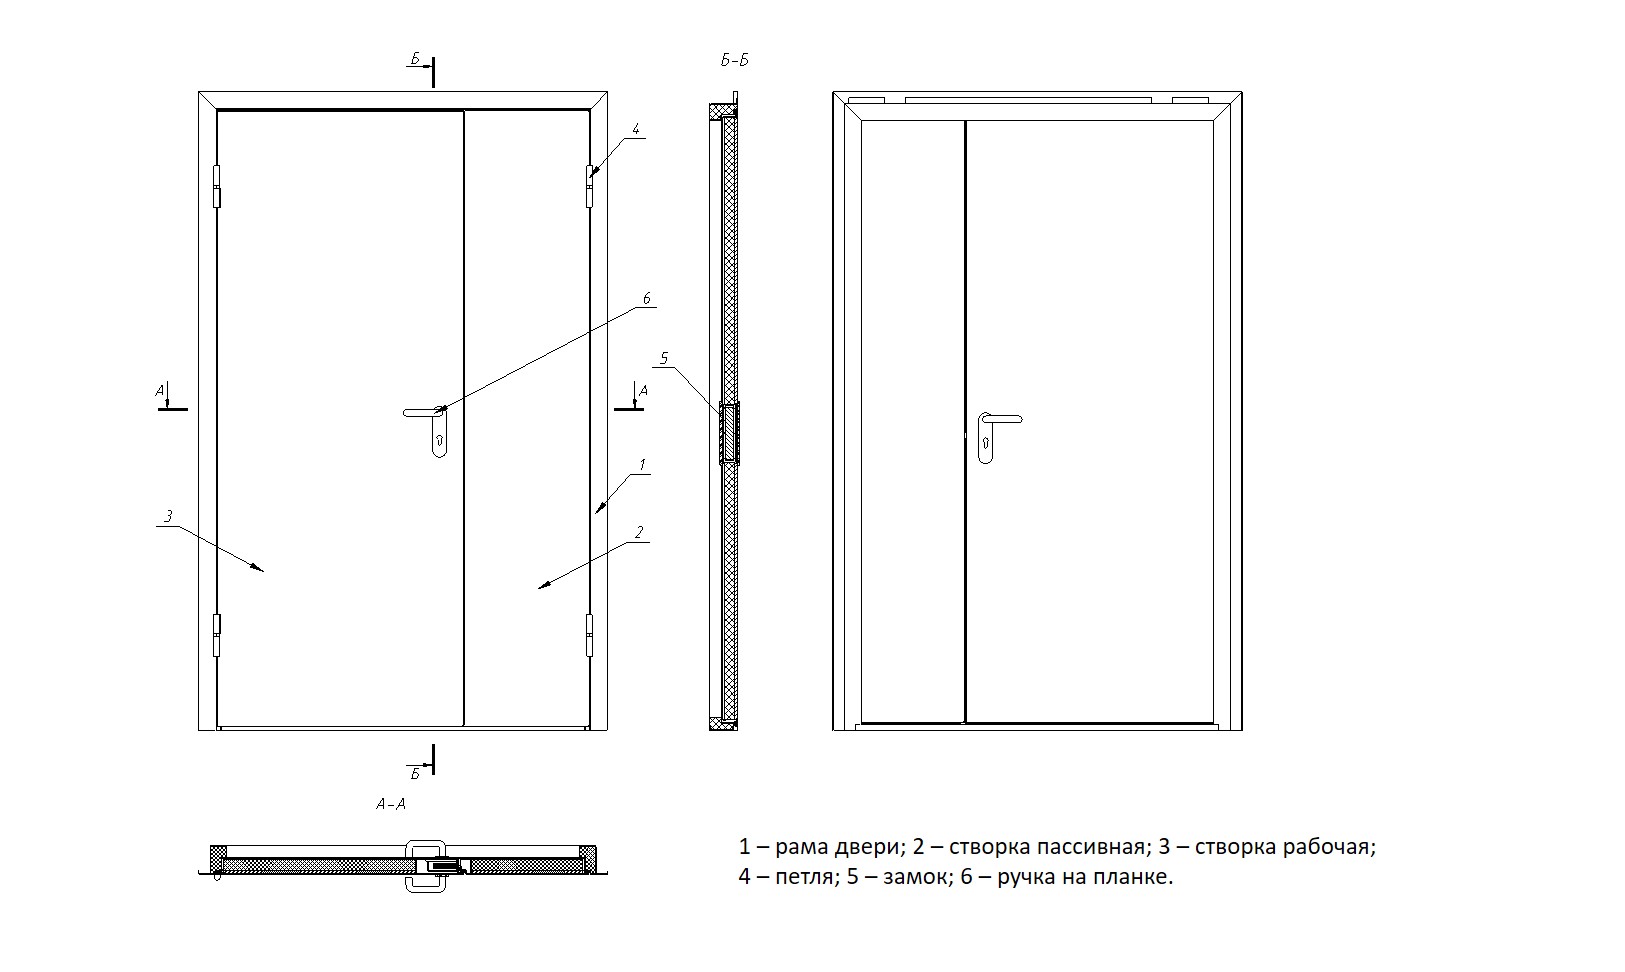 Б
Б-Б
4
6
5
А
А
1
3
2
Б
А-А
1 – рама двери; 2 – створка пассивная; 3 – створка рабочая;
4 – петля; 5 – замок; 6 – ручка на планке.